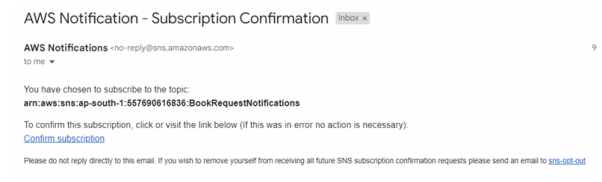 AWS Notification - Subscription Confirmation Inbox x
AWS Notifications <no-reply@sns.amazonaws.com> 9
to me
You have chosen to subscribe to the topic:
arn:aws:sns:ap-south-1:557690616836:BookRequestNotifications
To confirm this subscription, click or visit the link below (If this was in error no action is necessary):
Confirm subscription
Please do not reply directly to this email. If you wish to remove yourself from receiving all future SNS subscription confirmation requests please send an email to sns-opt-out